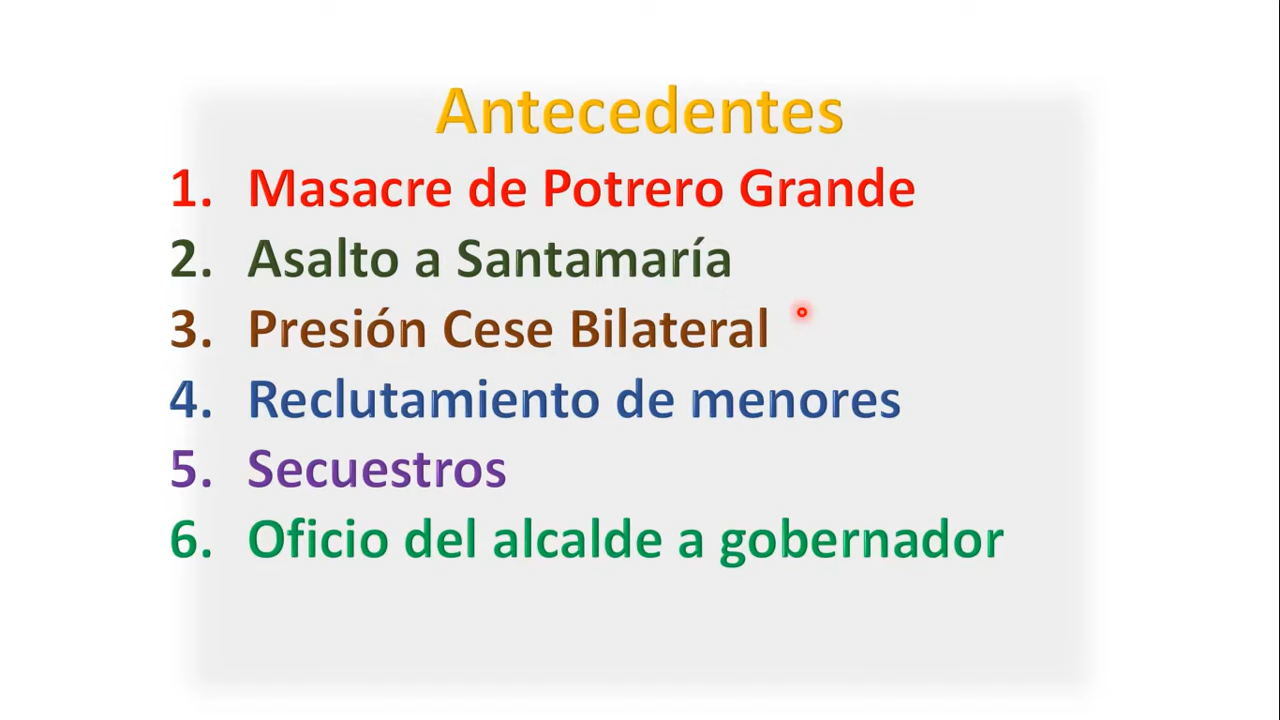 Antecedentes
1. Masacre de Potrero Grande
2. Asalto a Santamaría
3. Presión Cese Bilateral
4. Reclutamiento de menores
5. Secuestros
6. Oficio del alcalde a gobernador